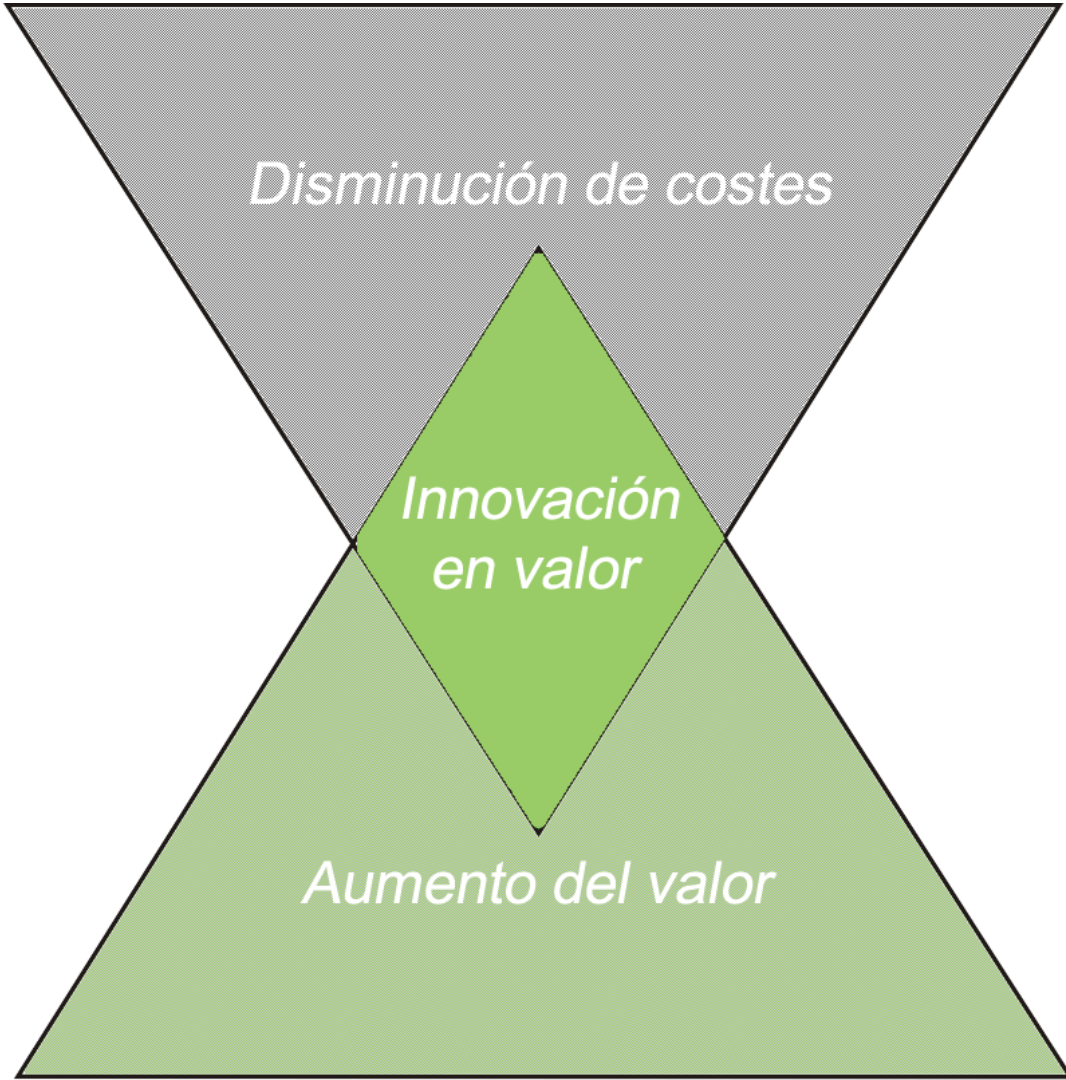 Disminución de costes
Innovación
en valor
Aumento del valor